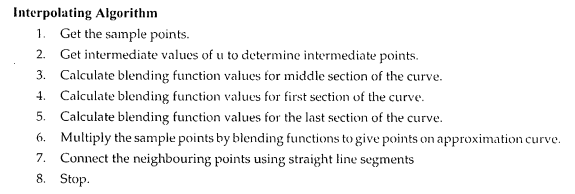 Interpolating Algorithm
1. Get the sample points.
2. Get intermediate values of u to determine intermediate points.
3. Calculate blending function values for middle section of the curve.
4. Calculate blending function values for first section of the curve.
5. Calculate blending function values for the last section of the curve.
6. Multiply the sample points by blending functions to give points on approximation curve.
7. Connect the neighbouring points using straight line segments
8. Stop.